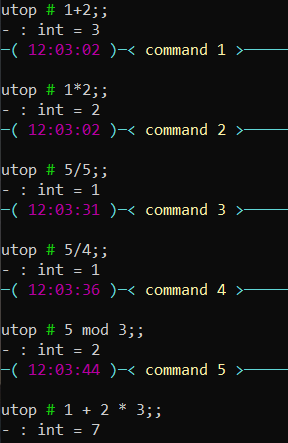 utop # 1+2;;
- : int = 3
─( 12:03:02 )─< command 1 >────
utop # 1*2;;
- : int = 2
─( 12:03:02 )─< command 2 >────
utop # 5/5;;
- : int = 1
─( 12:03:31 )─< command 3 >────
utop # 5/4;;
- : int = 1
─( 12:03:36 )─< command 4 >────
utop # 5 mod 3;;
- : int = 2
─( 12:03:44 )─< command 5 >────
utop # 1 + 2 * 3;;
- : int = 7